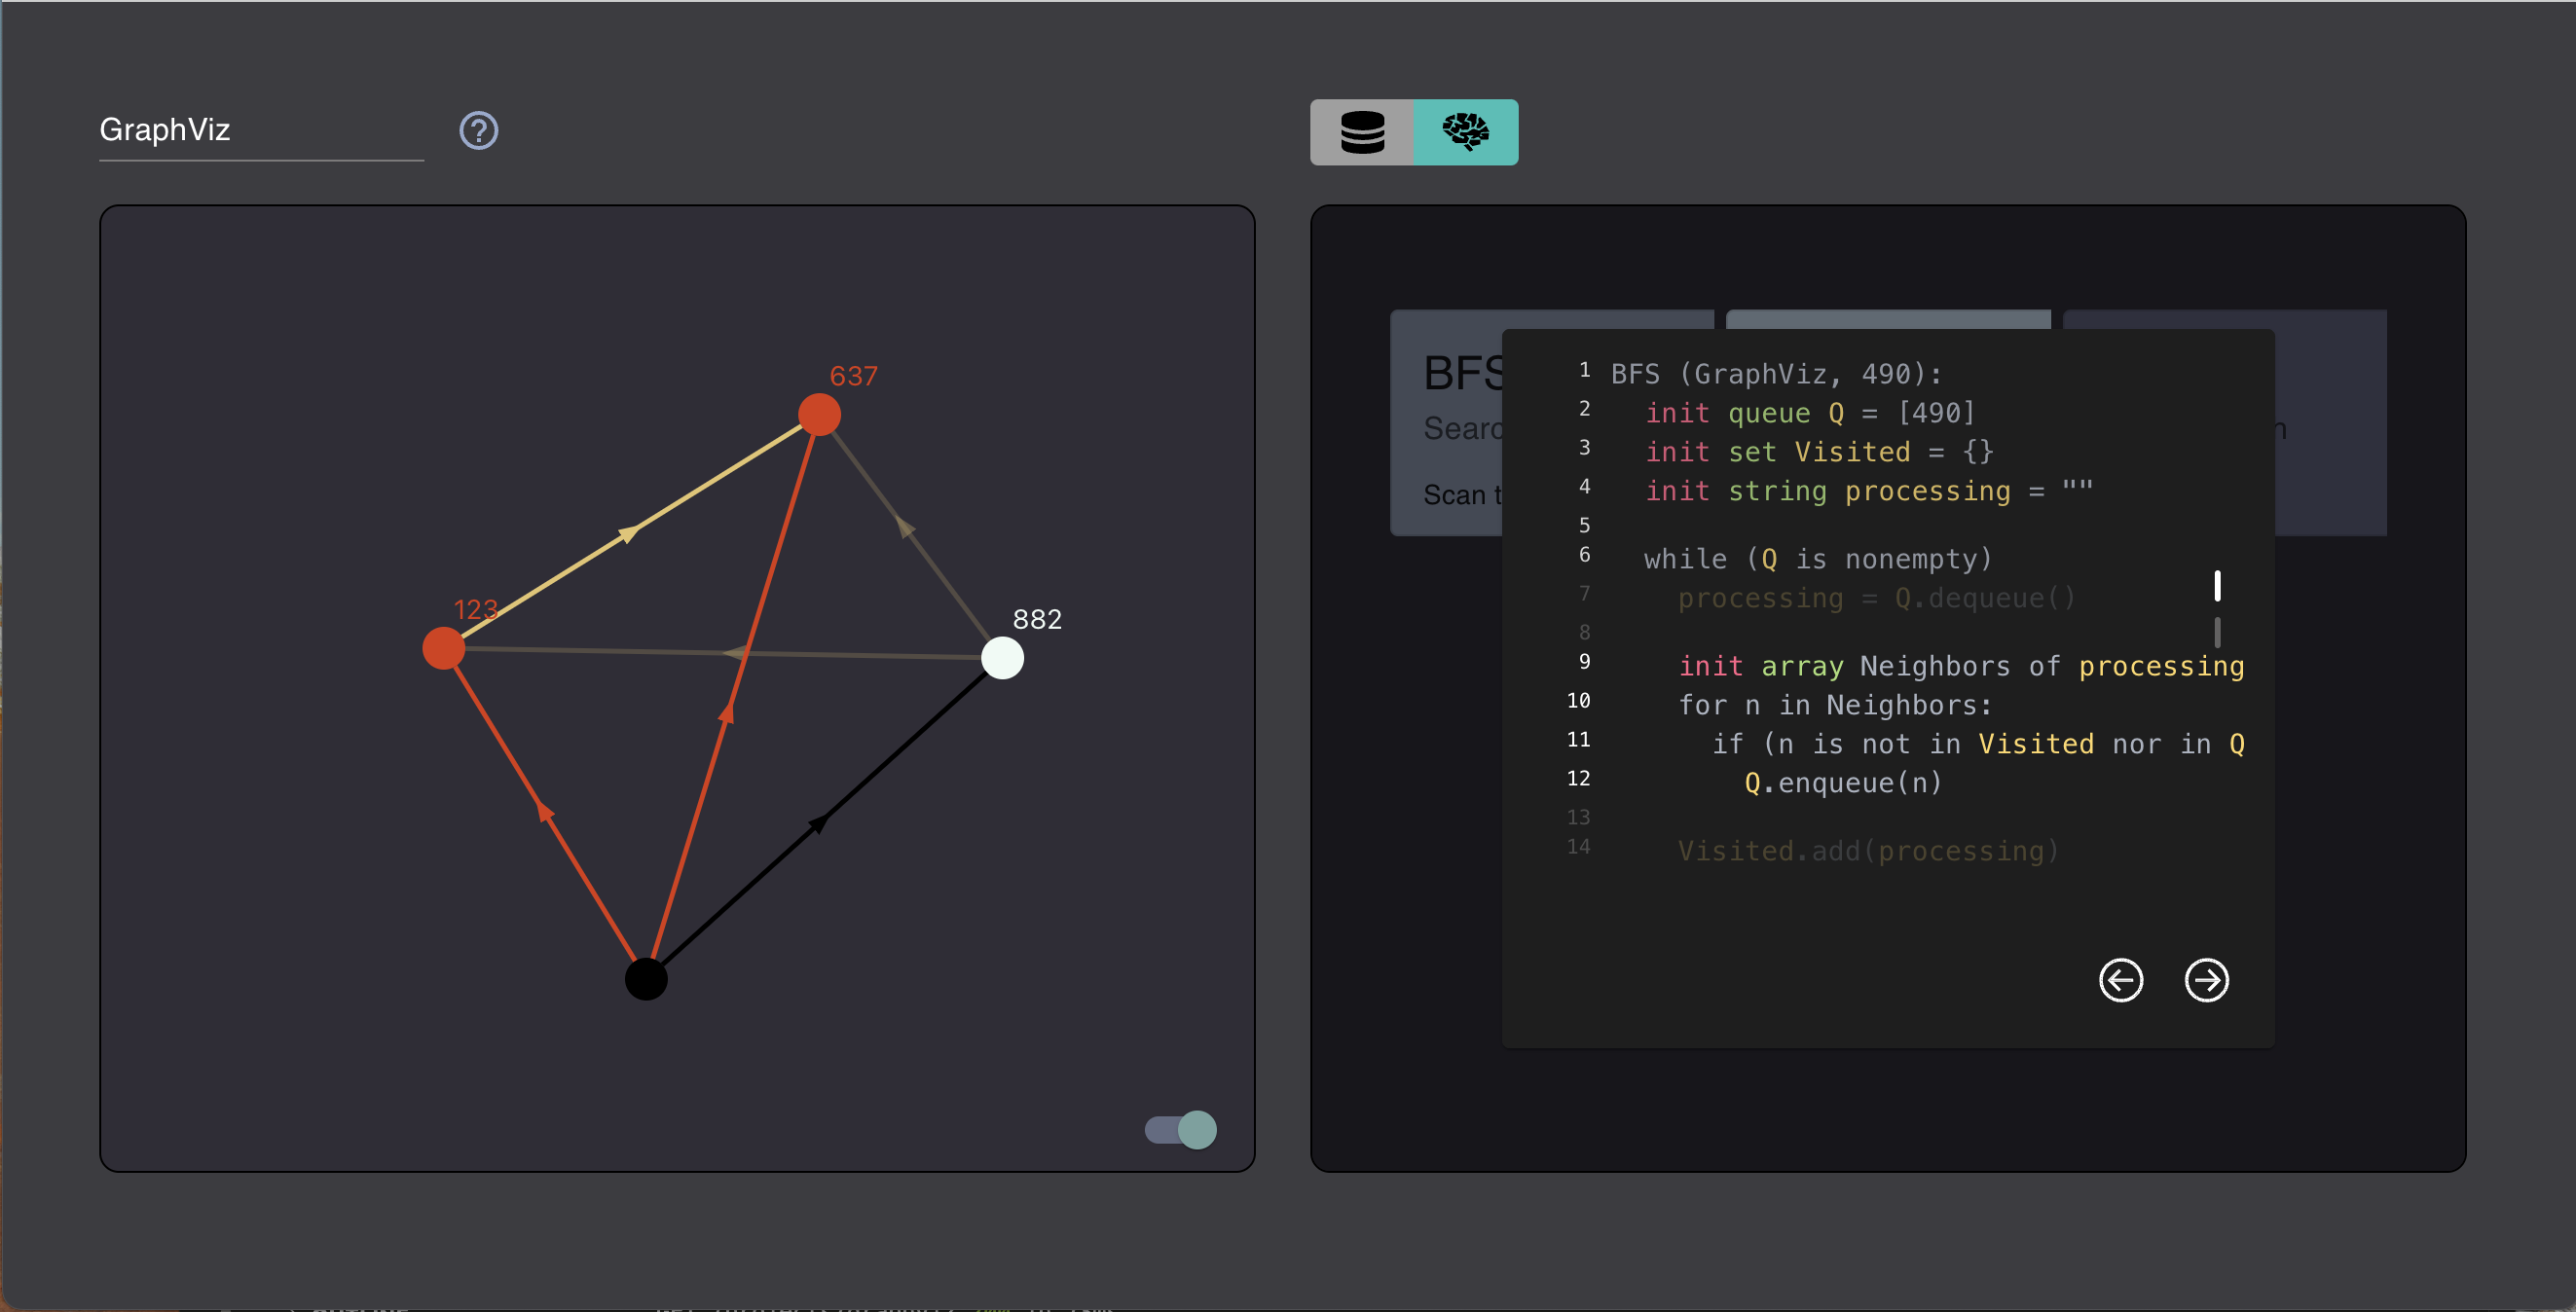 GraphViz
?
637
123
882
BFS
Scan
1 BFS (GraphViz, 490):
2 init queue Q = [490]
3 init set Visited = {}
4 init string processing = ""
5
6 while (Q is nonempty)
7 processing = Q.dequeue()
8
9 init array Neighbors of processing
10 for n in Neighbors:
11 if (n is not in Visited nor in Q
12 Q.enqueue(n)
13
14 Visited.add(processing)